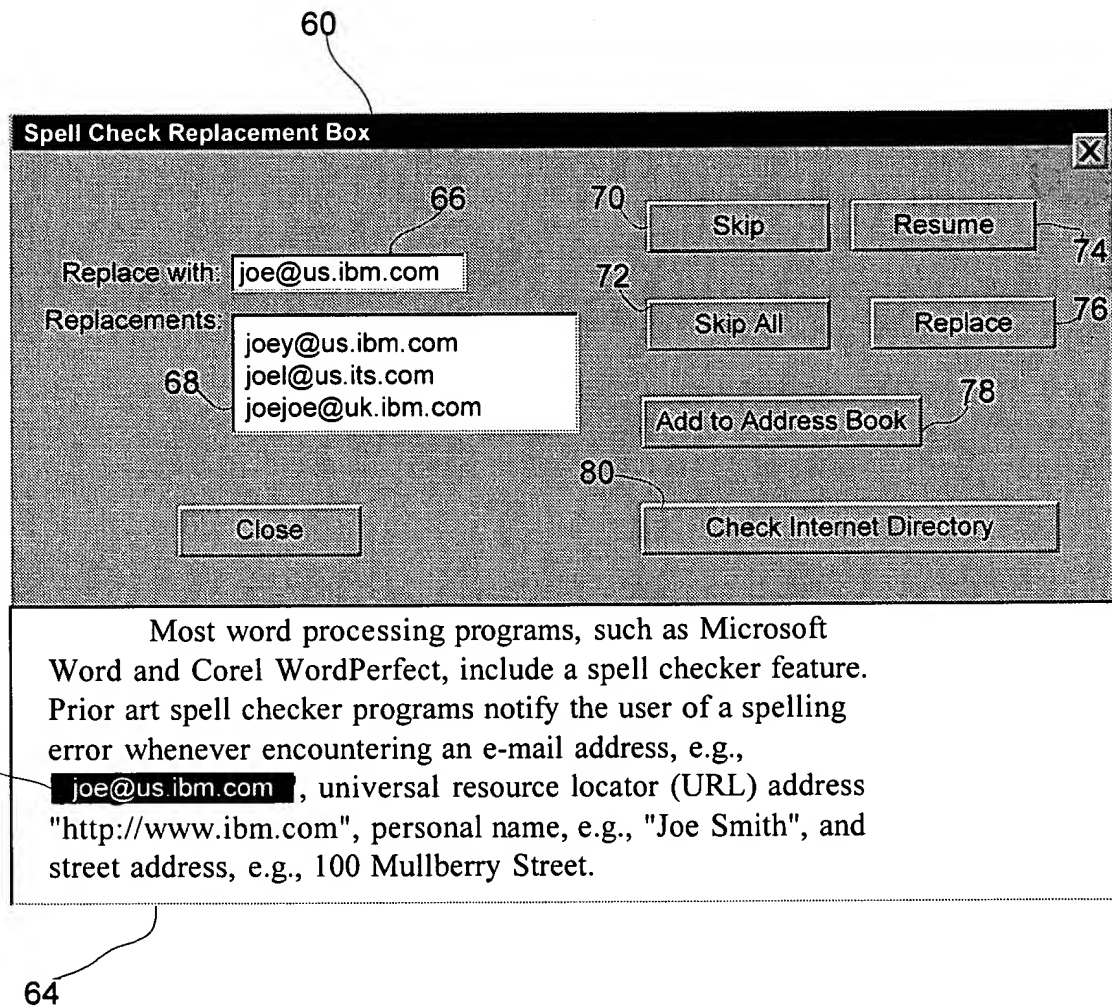 60
Spell Check Replacement Box
X
66
70
Skip
Resume
74
Replace with: joe@us.ibm.com
72
Skip All
Replace
76
Replacements:
joey@us.ibm.com
joel@us.its.com
joejoe@uk.ibm.com
68
78
Add to Address Book
80
Close
Check Internet Directory
Most word processing programs, such as Microsoft
Word and Corel WordPerfect, include a spell checker feature.
Prior art spell checker programs notify the user of a spelling
error whenever encountering an e-mail address, e.g.,
joe@us.ibm.com , universal resource locator (URL) address
"http://www.ibm.com", personal name, e.g., "Joe Smith", and
street address, e.g., 100 Mullberry Street.
64